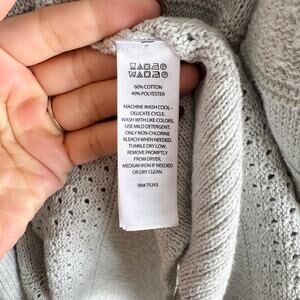 60% COTTON
40% POLYESTER
MACHINE WASH COOL -
DELICATE CYCLE.
WASH WITH LIKE COLORS.
USE MILD DETERGENT.
ONLY NON-CHLORINE
BLEACH WHEN NEEDED.
TUMBLE DRY LOW.
REMOVE PROMPTLY
FROM DRYER.
MEDIUM IRON IF NEEDED
OR DRY CLEAN.
RN# 75343